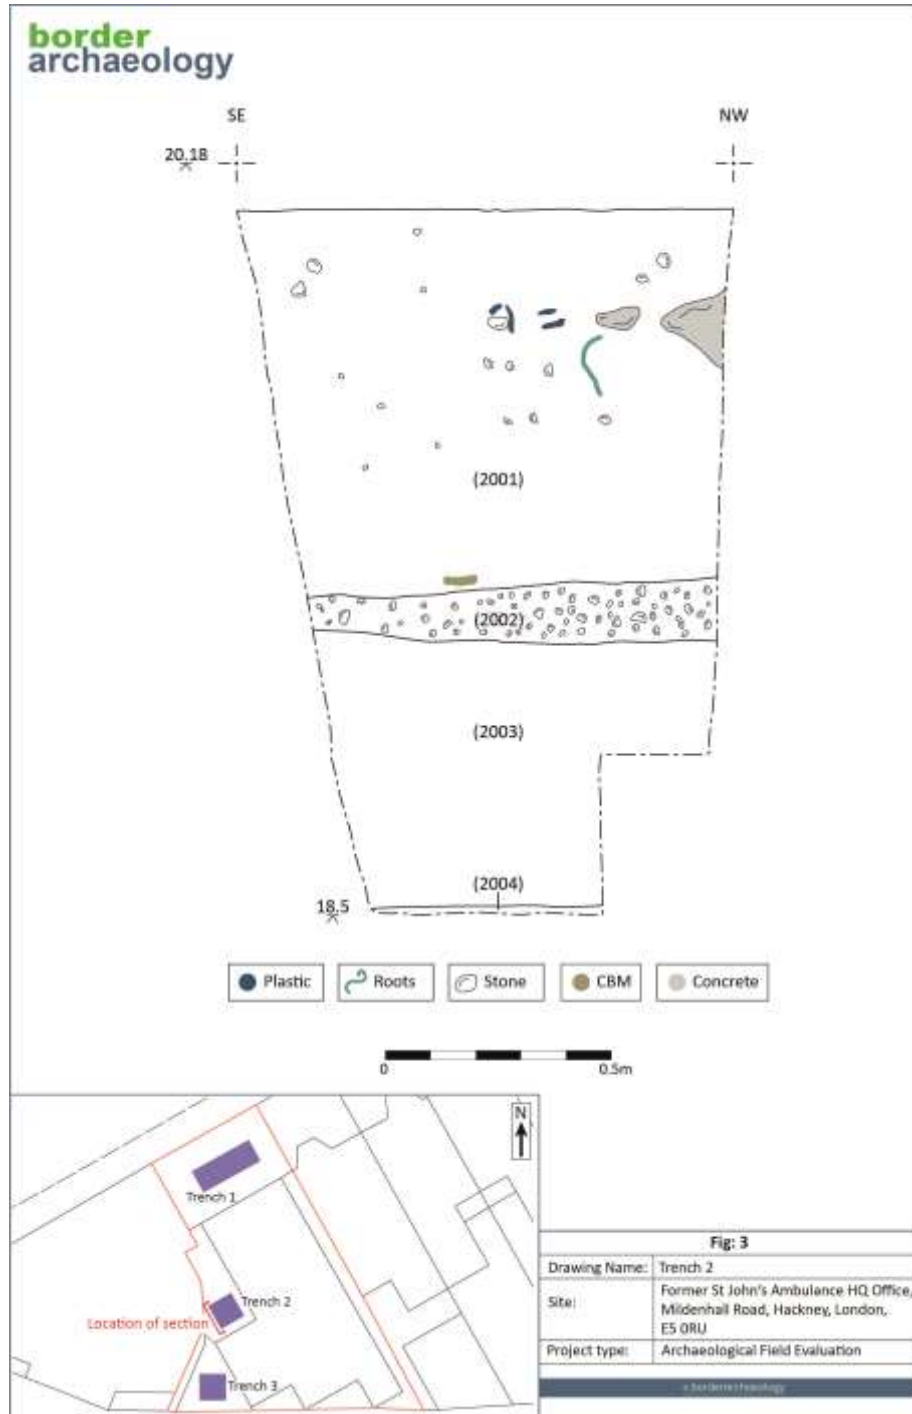 border
archaeology
SE
NW
20.18
(2001)
(2002)
(2003)
(2004)
18.5
Plastic
Roots
Stone
CBM
Concrete
0
0.5m
N
Trench 1
Trench 2
Location of section
Trench 3
Fig: 3
Drawing Name: Trench 2
Site: Former St John's Ambulance HQ Office,
Mildenhall Road, Hackney, London,
E5 0RU
Project type: Archaeological Field Evaluation
borderarchaeology